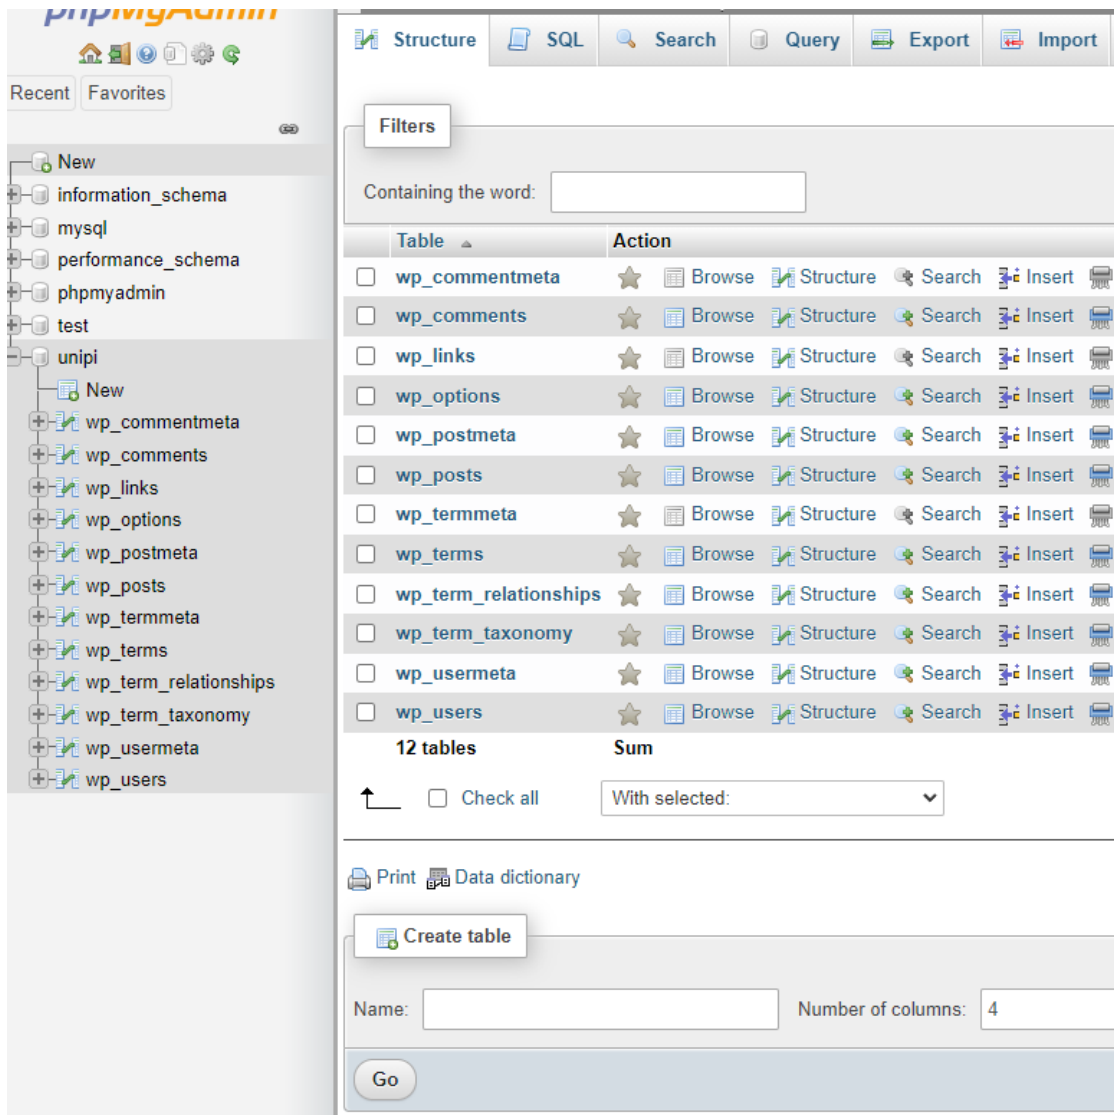 phpMyAdmin
Recent Favorites
New
information_schema
mysql
performance_schema
phpmyadmin
test
unipi
New
wp_commentmeta
wp_comments
wp_links
wp_options
wp_postmeta
wp_posts
wp_termmeta
wp_terms
wp_term_relationships
wp_term_taxonomy
wp_usermeta
wp_users
Structure SQL Search Query Export Import
Filters
Containing the word:
Table Action
wp_commentmeta Browse Structure Search Insert
wp_comments Browse Structure Search Insert
wp_links Browse Structure Search Insert
wp_options Browse Structure Search Insert
wp_postmeta Browse Structure Search Insert
wp_posts Browse Structure Search Insert
wp_termmeta Browse Structure Search Insert
wp_terms Browse Structure Search Insert
wp_term_relationships Browse Structure Search Insert
wp_term_taxonomy Browse Structure Search Insert
wp_usermeta Browse Structure Search Insert
wp_users Browse Structure Search Insert
12 tables Sum
Check all With selected:
Print Data dictionary
Create table
Name: Number of columns: 4
Go